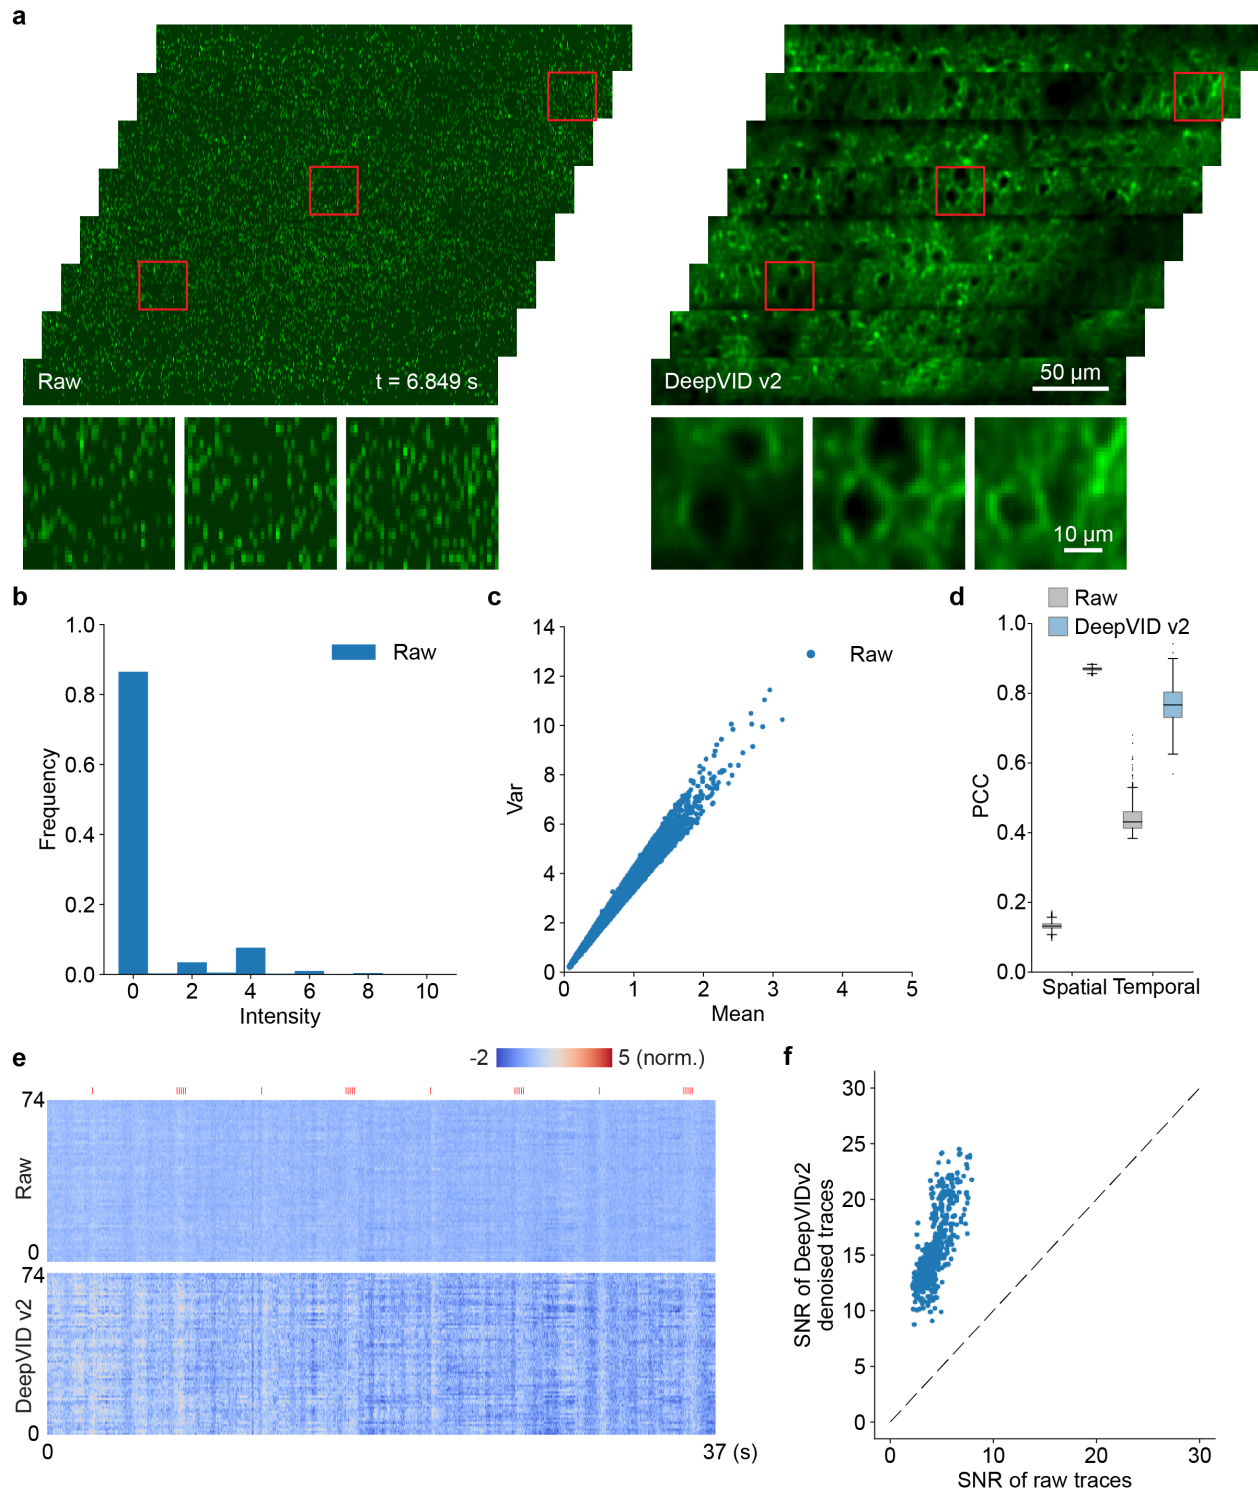 a
Raw
t = 6.849 s
DeepVID v2
50 µm
10 µm
b
1.0
0.8
0.6
0.4
0.2
0.0
Frequency
Raw
0 2 4 6 8 10
Intensity
c
14
12
10
8
6
4
2
0
Var
Raw
0 1 2 3 4 5
Mean
d
Raw
DeepVID v2
1.0
0.8
0.6
0.4
0.2
0.0
PCC
Spatial Temporal
e
-2 5 (norm.)
74
Raw
0
74
DeepVID v2
0
0 37 (s)
f
30
25
20
15
10
5
0
SNR of DeepVIDv2
denoised traces
0 10 20 30
SNR of raw traces